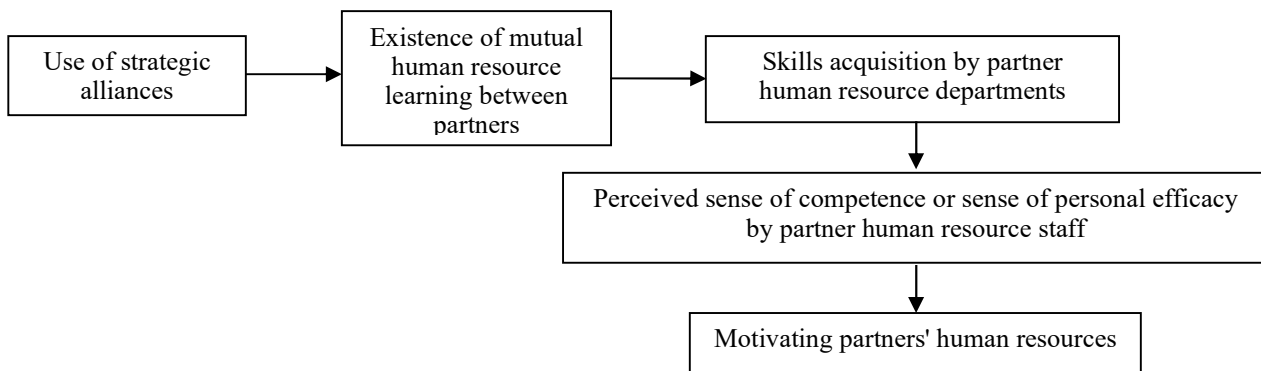 Use of strategic
alliances
Existence of mutual
human resource
learning between
partners
Skills acquisition by partner
human resource departments
Perceived sense of competence or sense of personal efficacy
by partner human resource staff
Motivating partners' human resources